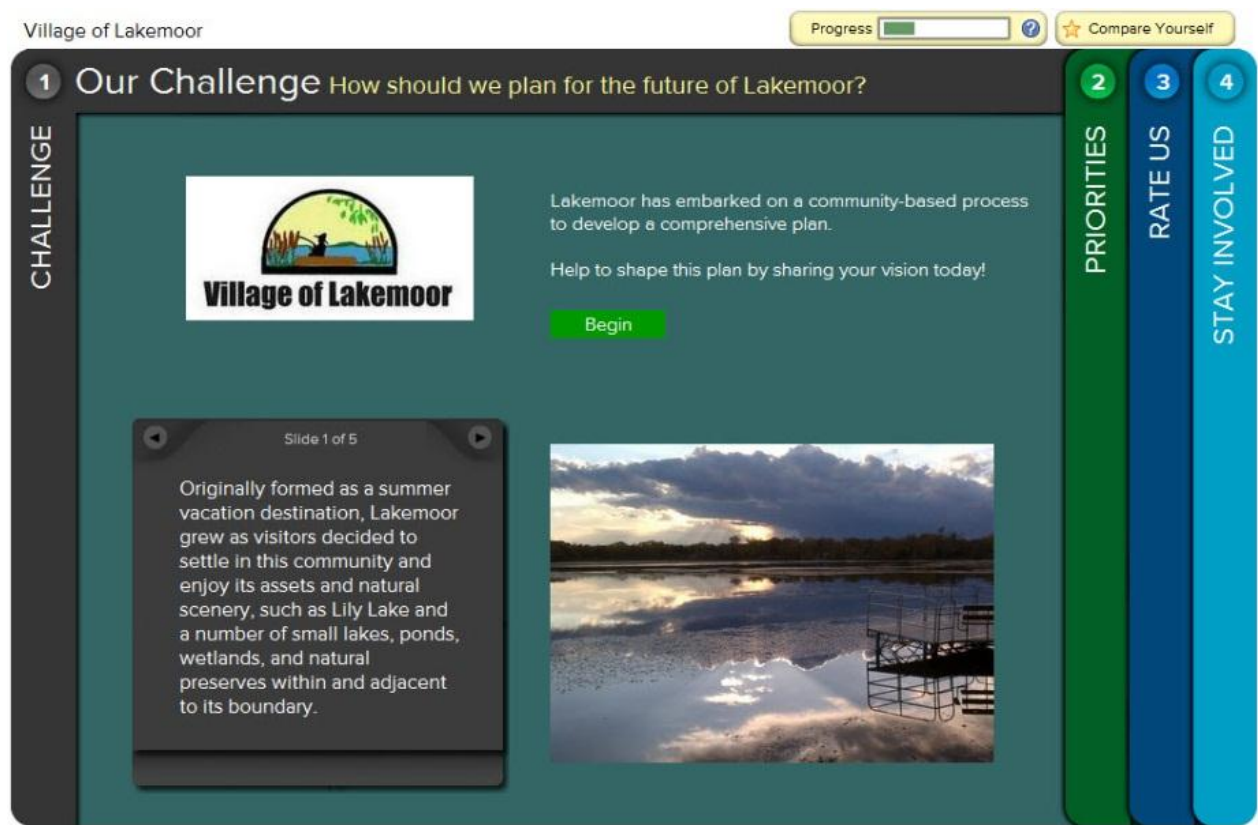 Village of Lakemoor
Progress
?
Compare Yourself
1
Our Challenge How should we plan for the future of Lakemoor?
CHALLENGE
Village of Lakemoor
Lakemoor has embarked on a community-based process
to develop a comprehensive plan.
Help to shape this plan by sharing your vision today!
Begin
Slide 1 of 5
Originally formed as a summer
vacation destination, Lakemoor
grew as visitors decided to
settle in this community and
enjoy its assets and natural
scenery, such as Lily Lake and
a number of small lakes, ponds,
wetlands, and natural
preserves within and adjacent
to its boundary.
2
PRIORITIES
3
RATE US
4
STAY INVOLVED